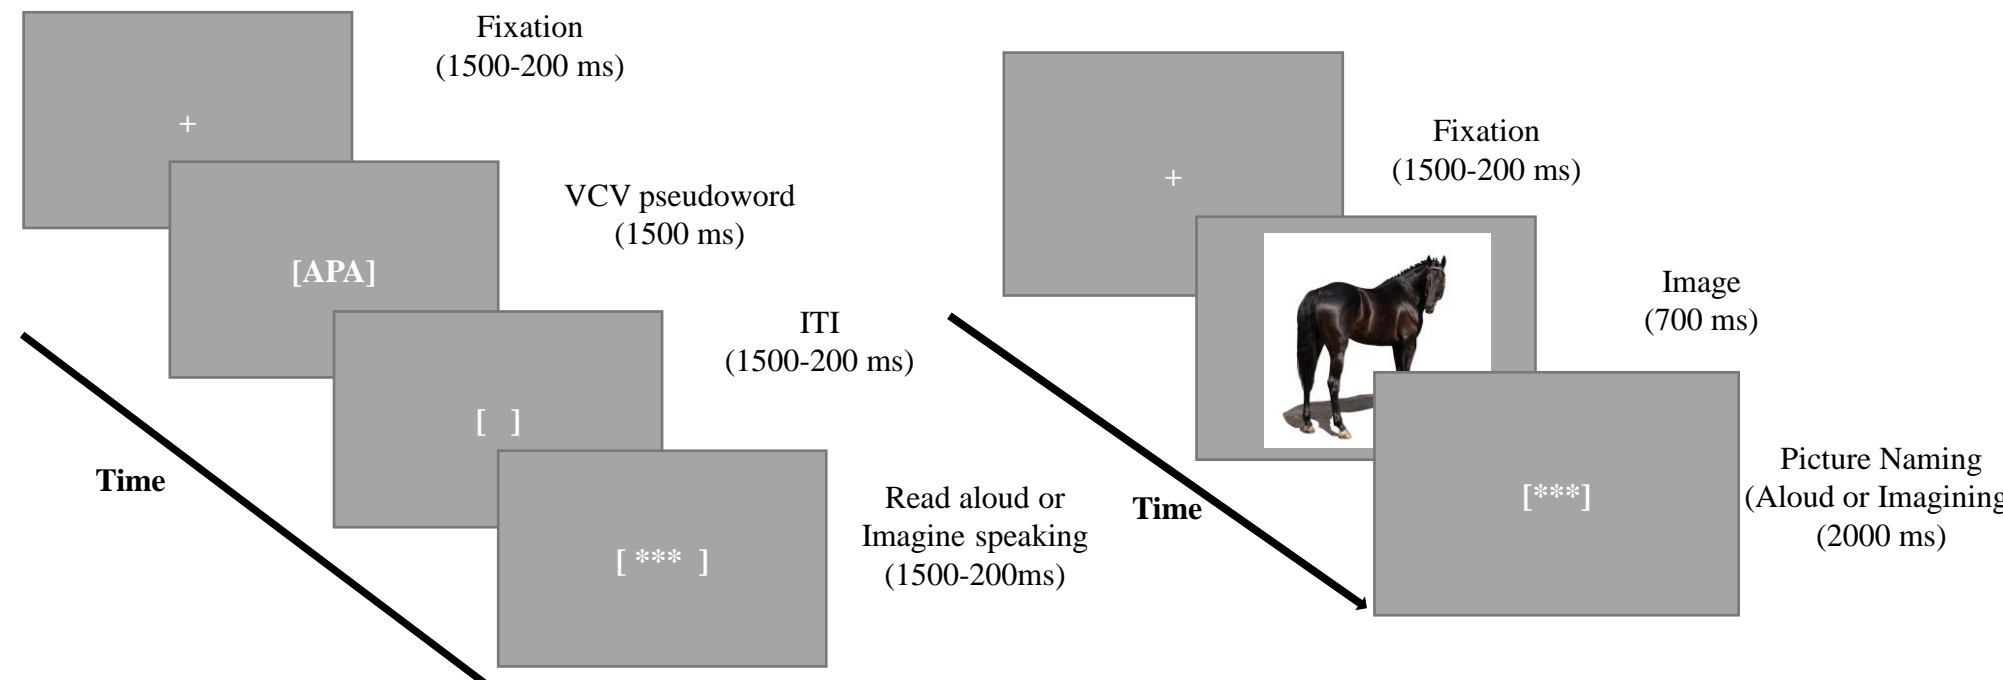 Fixation
(1500-200 ms)
+
VCV pseudoword
(1500 ms)
[APA]
ITI
(1500-200 ms)
[ ]
Time
Read aloud or
Imagine speaking
(1500-200ms)
[ *** ]
Fixation
(1500-200 ms)
+
Image
(700 ms)
Time
Picture Naming
(Aloud or Imagining
(2000 ms)
[***]